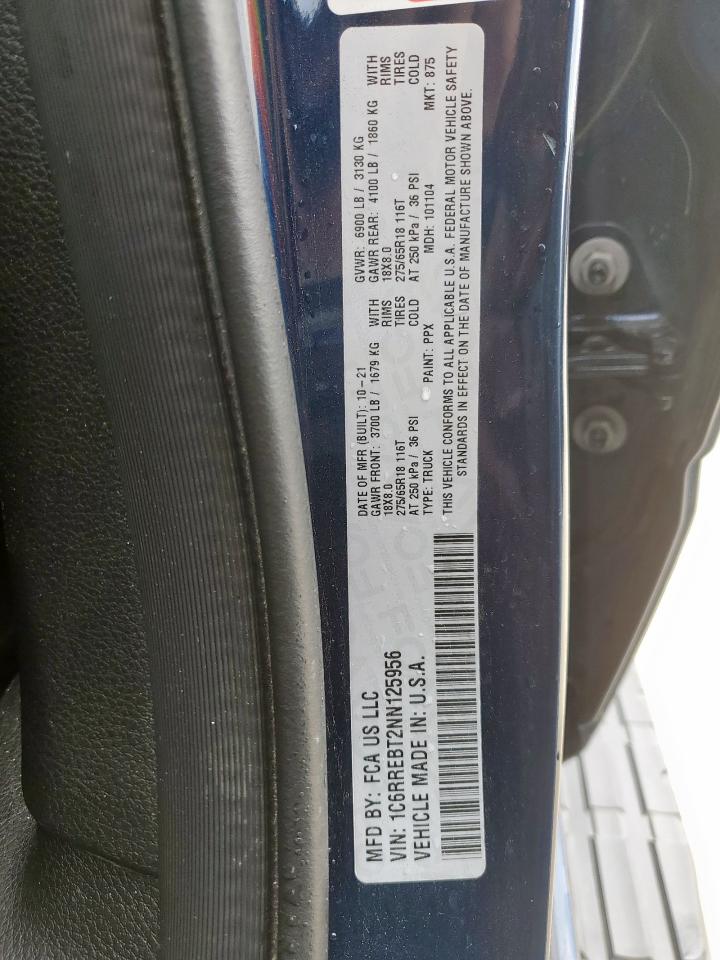 MFD BY: FCA US LLC
VIN: 1C6RREBT2NN125956
VEHICLE MADE IN: U.S.A.
DATE OF MFR (BUILT): 10-21
GAWR FRONT: 3700 LB / 1679 KG WITH
18X8.0 RIMS
275/65R18 116T TIRES
AT 250 kPa / 36 PSI COLD
GVWR: 6900 LB / 3130 KG
GAWR REAR: 4100 LB / 1860 KG WITH
18X8.0 RIMS
275/65R18 116T TIRES
AT 250 kPa / 36 PSI COLD
TYPE: TRUCK PAINT: PPX MDH: 101104 MKT: 875
THIS VEHICLE CONFORMS TO ALL APPLICABLE U.S.A. FEDERAL MOTOR VEHICLE SAFETY
STANDARDS IN EFFECT ON THE DATE OF MANUFACTURE SHOWN ABOVE.